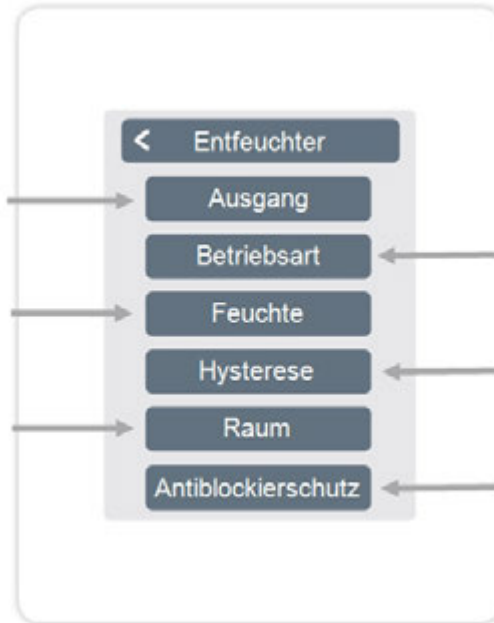 < Entfeuchter
Ausgang
Betriebsart
Feuchte
Hysterese
Raum
Antiblockierschutz